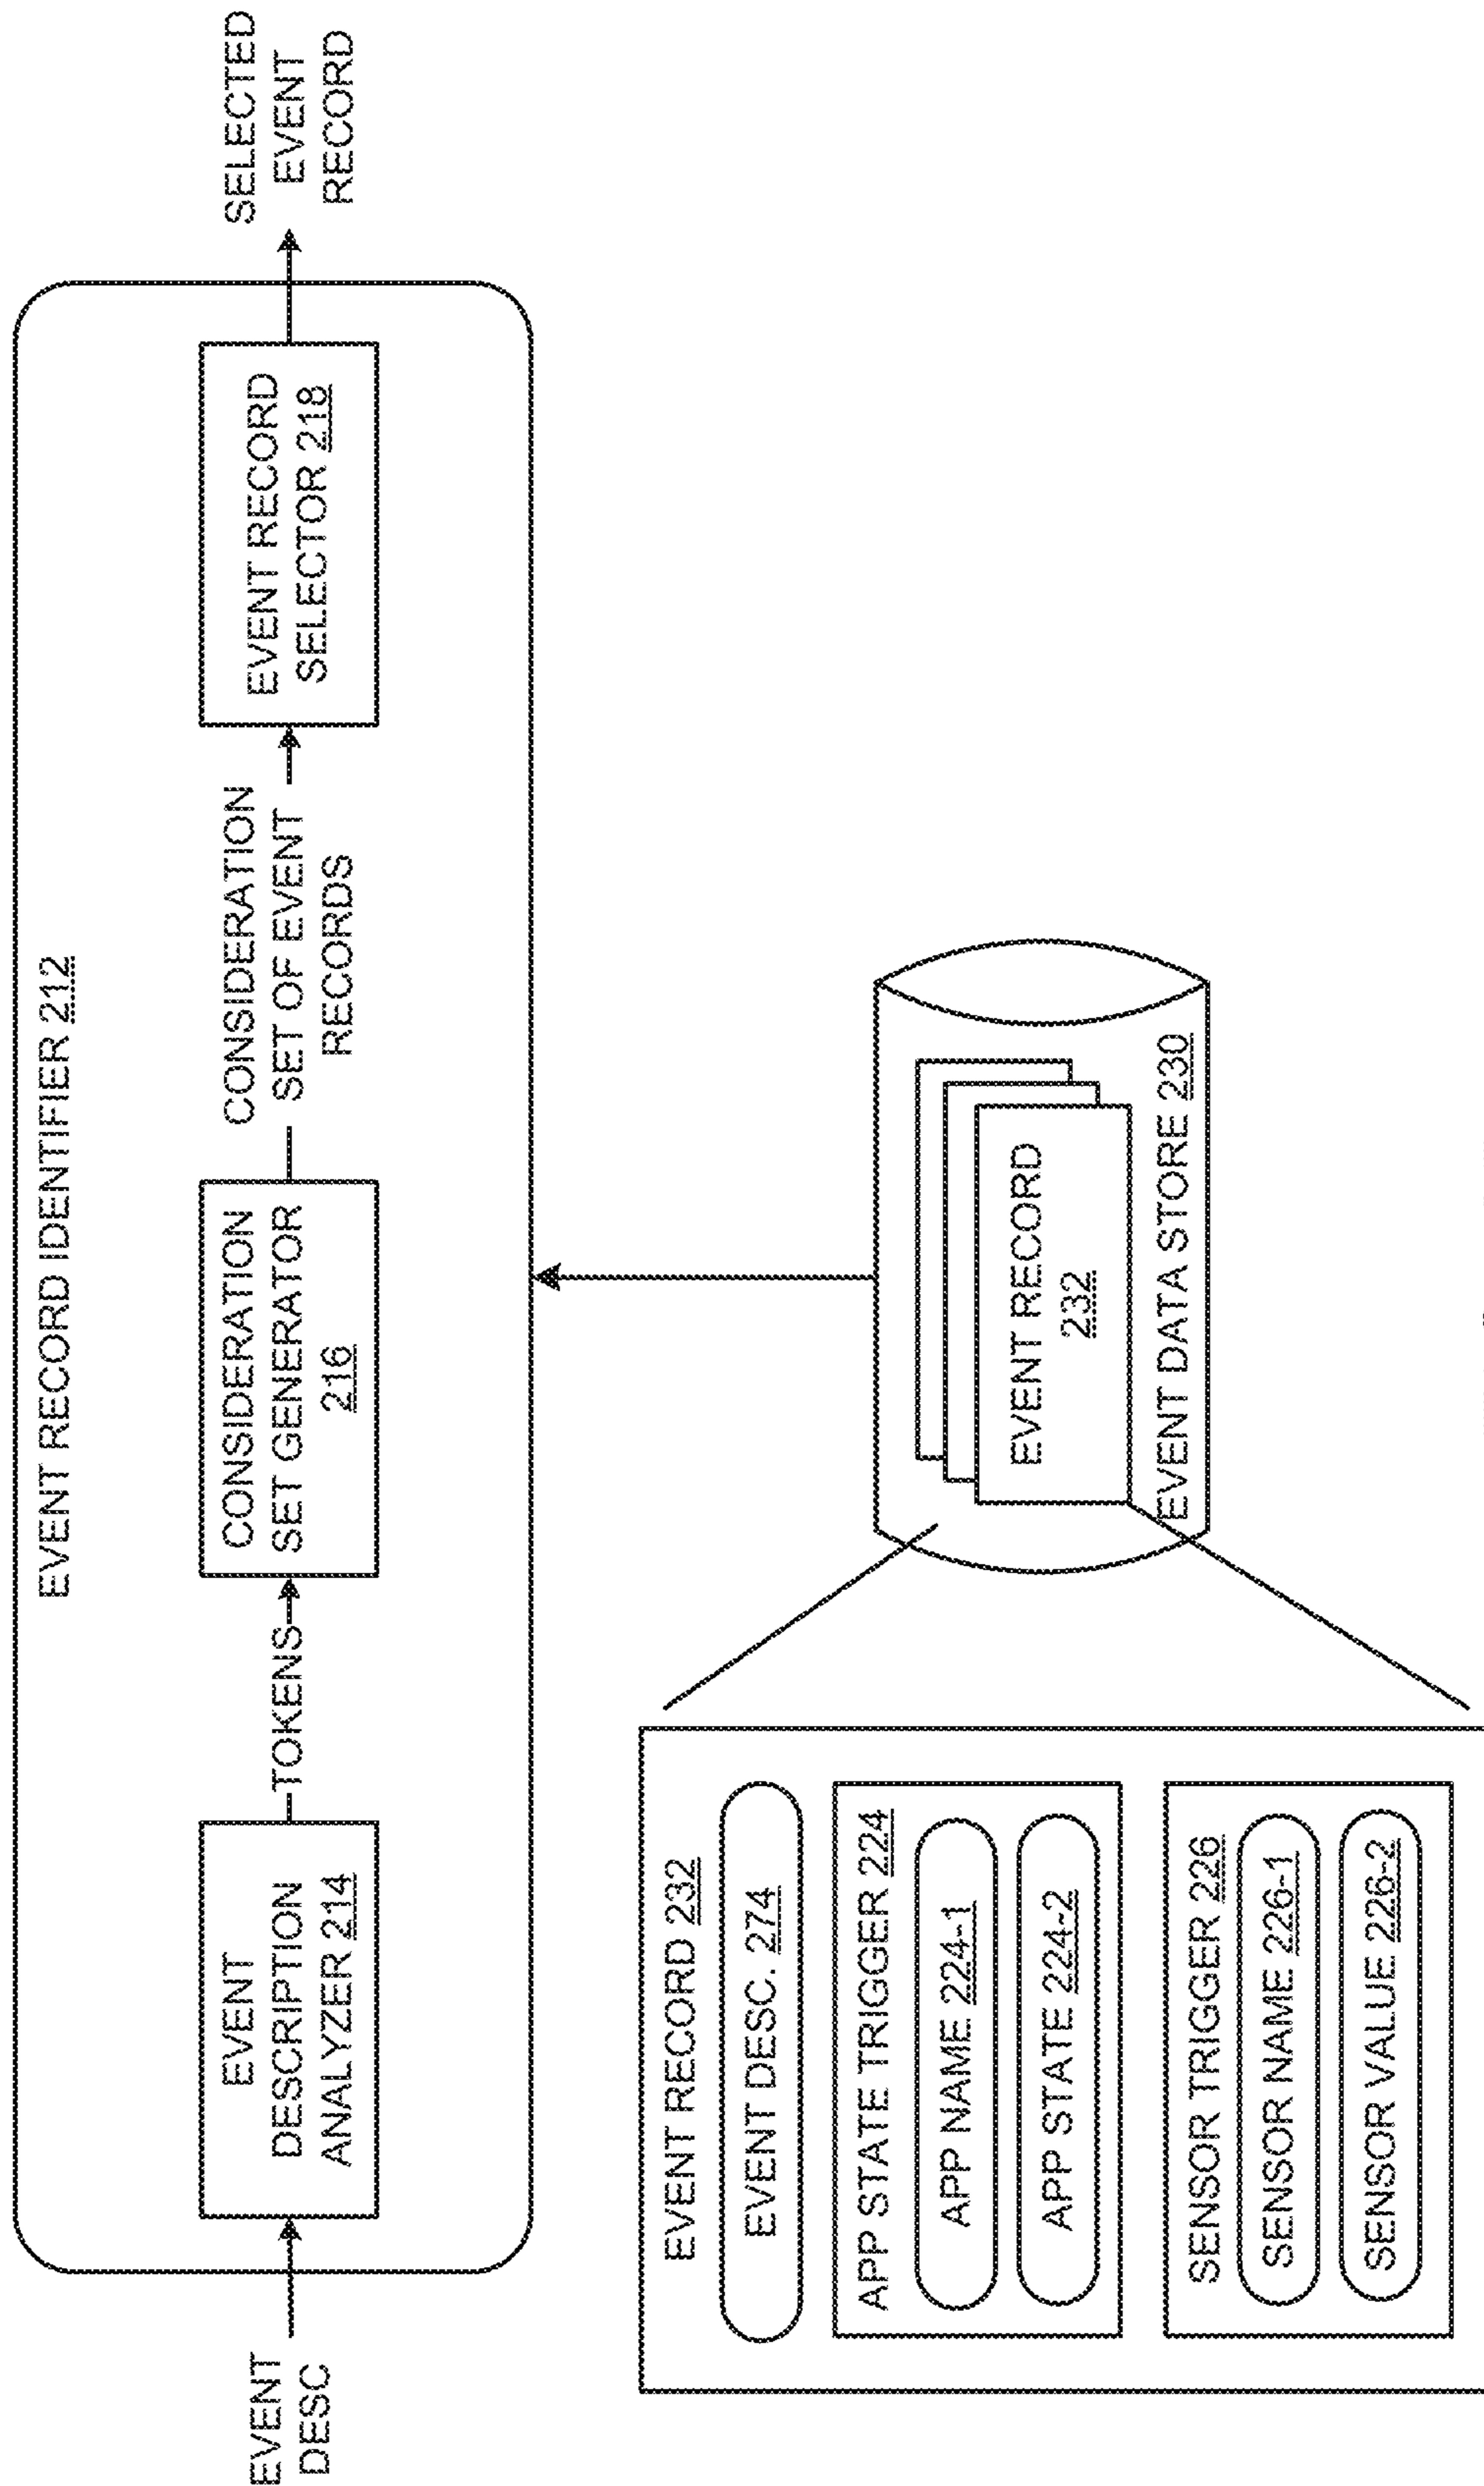 EVENT RECORD IDENTIFIER 212
EVENT
DESC
EVENT
DESCRIPTION
ANALYZER 214
TOKENS
CONSIDERATION
SET GENERATOR
216
CONSIDERATION
SET OF EVENT
RECORDS
EVENT RECORD
SELECTOR 218
SELECTED
EVENT
RECORD
EVENT RECORD 232
EVENT DESC. 274
APP STATE TRIGGER 224
APP NAME 224-1
APP STATE 224-2
SENSOR TRIGGER 226
SENSOR NAME 226-1
SENSOR VALUE 226-2
EVENT RECORD
232
EVENT DATA STORE 230